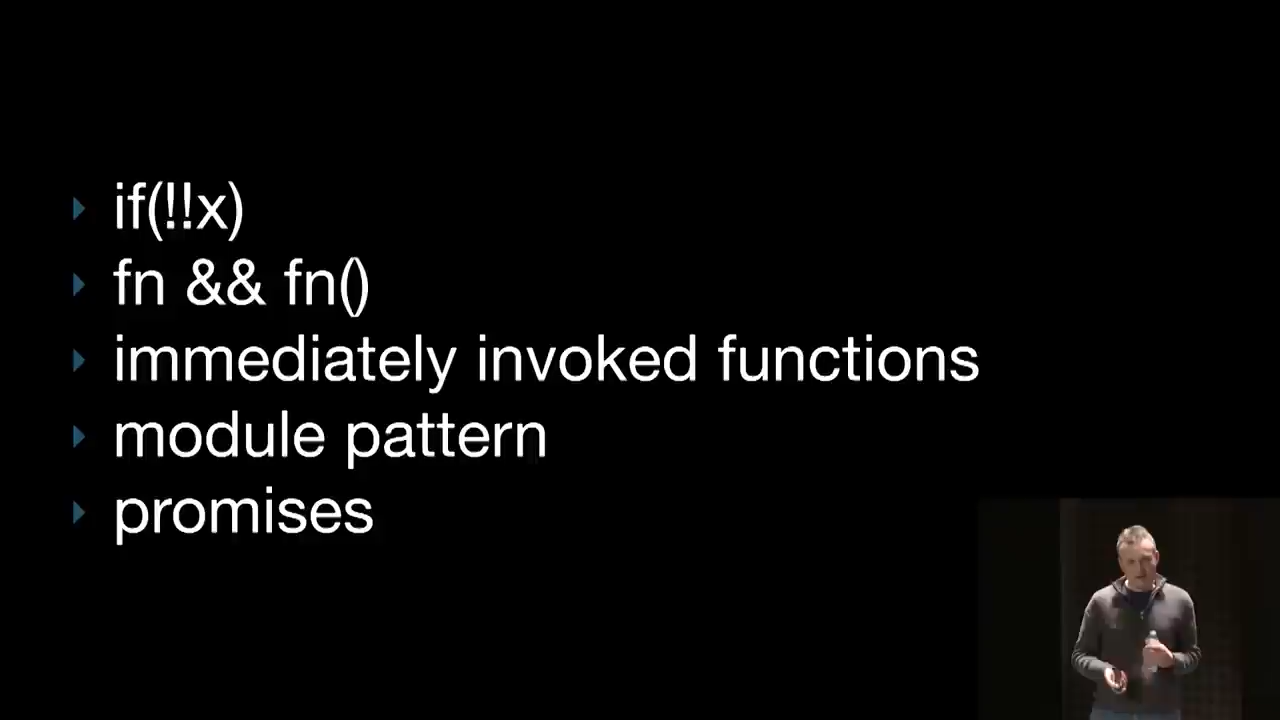 if(!!x)
fn && fn()
immediately invoked functions
module pattern
promises